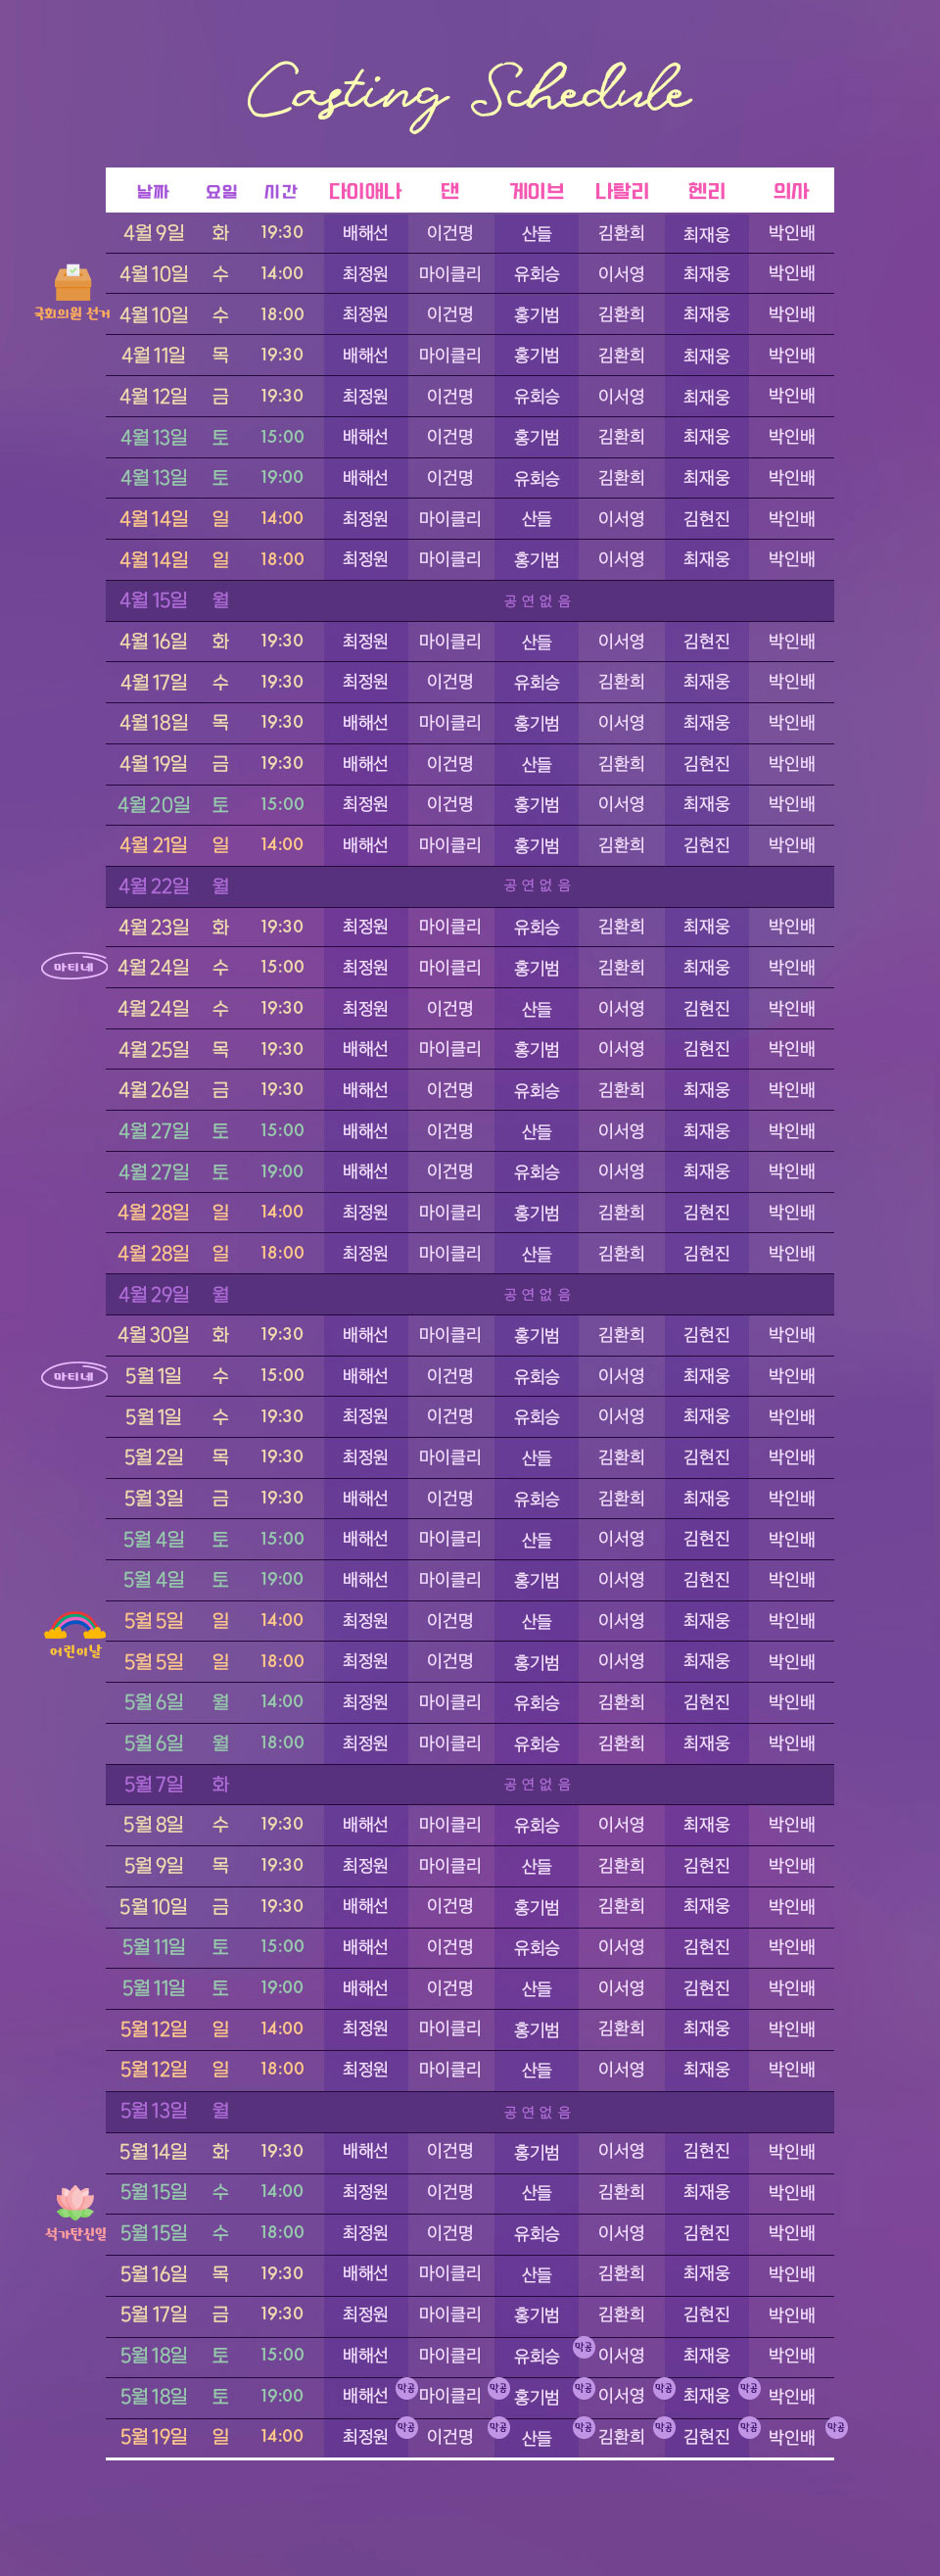 Casting Schedule
날짜 요일 시간 다이애나 댄 게이브 나탈리 헨리 의사
4월 9일 화 19:30 배해선 이건명 산들 김환희 최재웅 박인배
4월 10일 수 14:00 최정원 마이클리 유회승 이서영 최재웅 박인배
국회의원 선거
4월 10일 수 18:00 최정원 이건명 홍기범 김환희 최재웅 박인배
4월 11일 목 19:30 배해선 마이클리 홍기범 김환희 최재웅 박인배
4월 12일 금 19:30 최정원 이건명 유회승 이서영 최재웅 박인배
4월 13일 토 15:00 배해선 이건명 홍기범 김환희 최재웅 박인배
4월 13일 토 19:00 배해선 이건명 유회승 김환희 최재웅 박인배
4월 14일 일 14:00 최정원 마이클리 산들 이서영 김현진 박인배
4월 14일 일 18:00 최정원 마이클리 홍기범 이서영 최재웅 박인배
4월 15일 월 공연없음
4월 16일 화 19:30 최정원 마이클리 산들 이서영 김현진 박인배
4월 17일 수 19:30 최정원 이건명 유회승 김환희 최재웅 박인배
4월 18일 목 19:30 배해선 마이클리 홍기범 이서영 최재웅 박인배
4월 19일 금 19:30 배해선 이건명 산들 김환희 김현진 박인배
4월 20일 토 15:00 최정원 이건명 홍기범 이서영 최재웅 박인배
4월 21일 일 14:00 배해선 마이클리 홍기범 김환희 김현진 박인배
4월 22일 월 공연없음
4월 23일 화 19:30 최정원 마이클리 유회승 김환희 최재웅 박인배
마티네 4월 24일 수 15:00 최정원 마이클리 홍기범 김환희 최재웅 박인배
4월 24일 수 19:30 최정원 이건명 산들 이서영 김현진 박인배
4월 25일 목 19:30 배해선 마이클리 홍기범 이서영 김현진 박인배
4월 26일 금 19:30 배해선 이건명 유회승 김환희 최재웅 박인배
4월 27일 토 15:00 배해선 이건명 산들 이서영 최재웅 박인배
4월 27일 토 19:00 배해선 이건명 유회승 이서영 최재웅 박인배
4월 28일 일 14:00 최정원 마이클리 홍기범 김환희 김현진 박인배
4월 28일 일 18:00 최정원 마이클리 산들 김환희 김현진 박인배
4월 29일 월 공연없음
4월 30일 화 19:30 배해선 마이클리 홍기범 김환희 김현진 박인배
마티네 5월 1일 수 15:00 배해선 이건명 유회승 이서영 최재웅 박인배
5월 1일 수 19:30 최정원 이건명 유회승 이서영 최재웅 박인배
5월 2일 목 19:30 최정원 마이클리 산들 김환희 김현진 박인배
5월 3일 금 19:30 배해선 이건명 유회승 김환희 최재웅 박인배
5월 4일 토 15:00 배해선 마이클리 산들 이서영 김현진 박인배
5월 4일 토 19:00 배해선 마이클리 홍기범 이서영 김현진 박인배
5월 5일 일 14:00 최정원 이건명 산들 이서영 최재웅 박인배
어린이날
5월 5일 일 18:00 최정원 이건명 홍기범 이서영 최재웅 박인배
5월 6일 월 14:00 최정원 마이클리 유회승 김환희 김현진 박인배
5월 6일 월 18:00 최정원 마이클리 유회승 김환희 최재웅 박인배
5월 7일 화 공연없음
5월 8일 수 19:30 배해선 마이클리 유회승 이서영 최재웅 박인배
5월 9일 목 19:30 최정원 마이클리 산들 김환희 김현진 박인배
5월 10일 금 19:30 배해선 이건명 홍기범 김환희 최재웅 박인배
5월 11일 토 15:00 배해선 이건명 유회승 이서영 김현진 박인배
5월 11일 토 19:00 배해선 이건명 산들 이서영 김현진 박인배
5월 12일 일 14:00 최정원 마이클리 홍기범 김환희 최재웅 박인배
5월 12일 일 18:00 최정원 마이클리 산들 이서영 최재웅 박인배
5월 13일 월 공연없음
5월 14일 화 19:30 배해선 이건명 홍기범 이서영 김현진 박인배
5월 15일 수 14:00 최정원 이건명 산들 김환희 최재웅 박인배
석가탄신일 5월 15일 수 18:00 최정원 이건명 유회승 이서영 김현진 박인배
5월 16일 목 19:30 배해선 마이클리 산들 김환희 최재웅 박인배
5월 17일 금 19:30 최정원 마이클리 홍기범 김환희 김현진 박인배
5월 18일 토 15:00 배해선 마이클리 유회승 막공 이서영 최재웅 박인배
5월 18일 토 19:00 배해선 막공 마이클리 막공 홍기범 막공 이서영 막공 최재웅 막공 박인배
5월 19일 일 14:00 최정원 막공 이건명 막공 산들 막공 김환희 막공 김현진 막공 박인배 막공